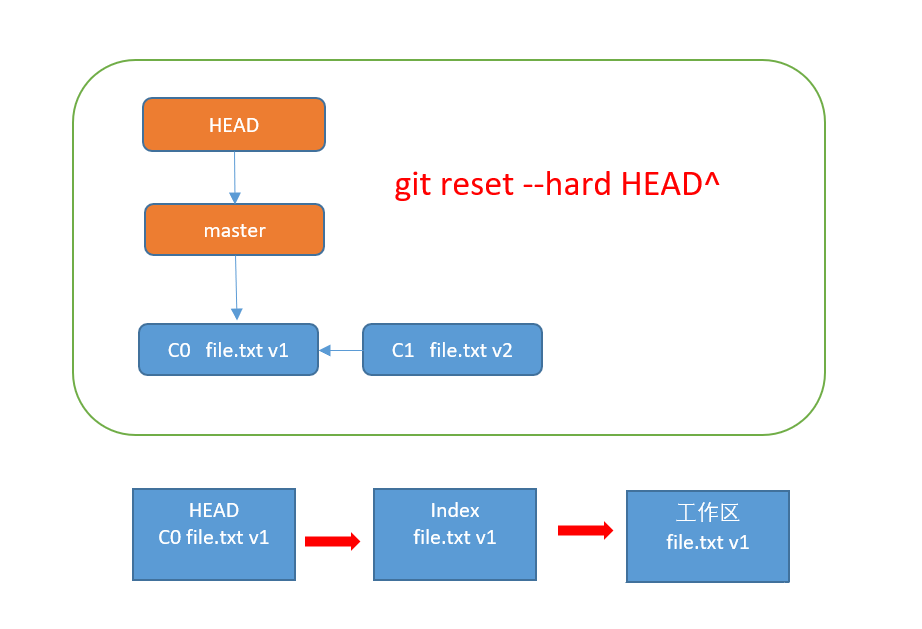 HEAD
git reset --hard HEAD^
master
C0 file.txt v1
C1 file.txt v2
HEAD
C0 file.txt v1
Index
file.txt v1
工作区
file.txt v1